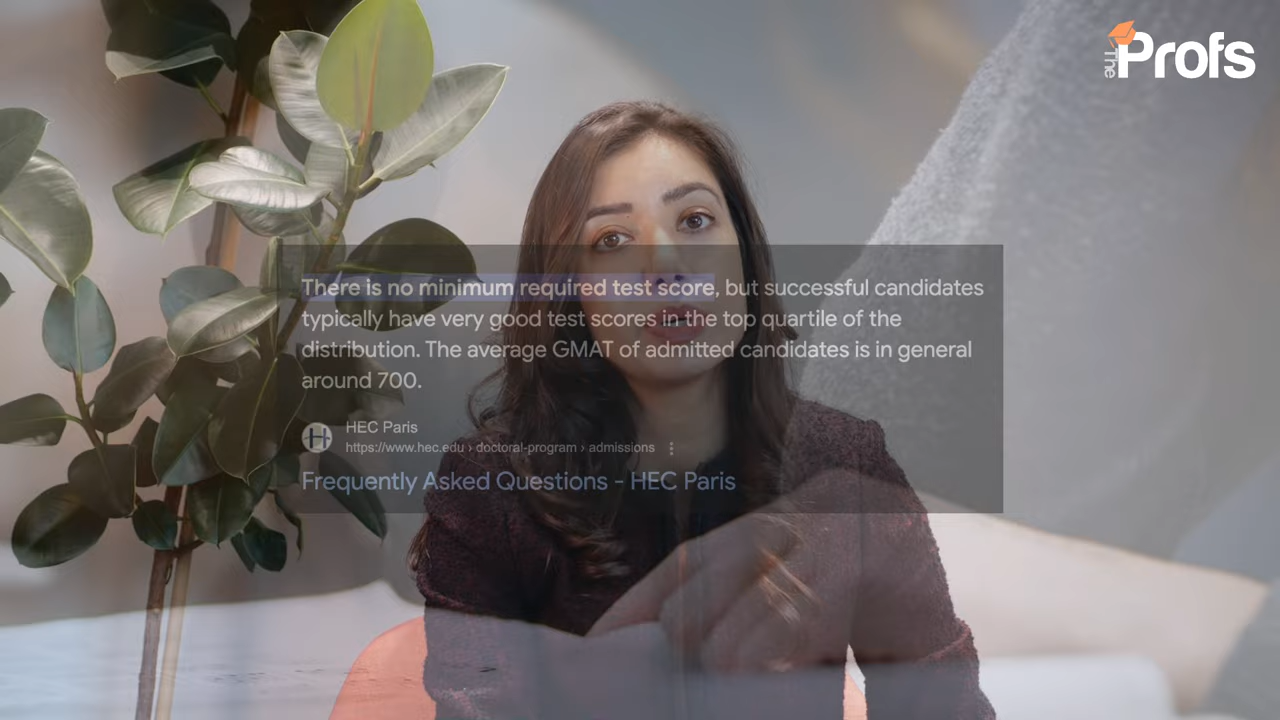 The Profs
There is no minimum required test score, but successful candidates
typically have very good test scores in the top quartile of the
distribution. The average GMAT of admitted candidates is in general
around 700.
HEC Paris
https://www.hec.edu › doctoral-program › admissions
Frequently Asked Questions - HEC Paris